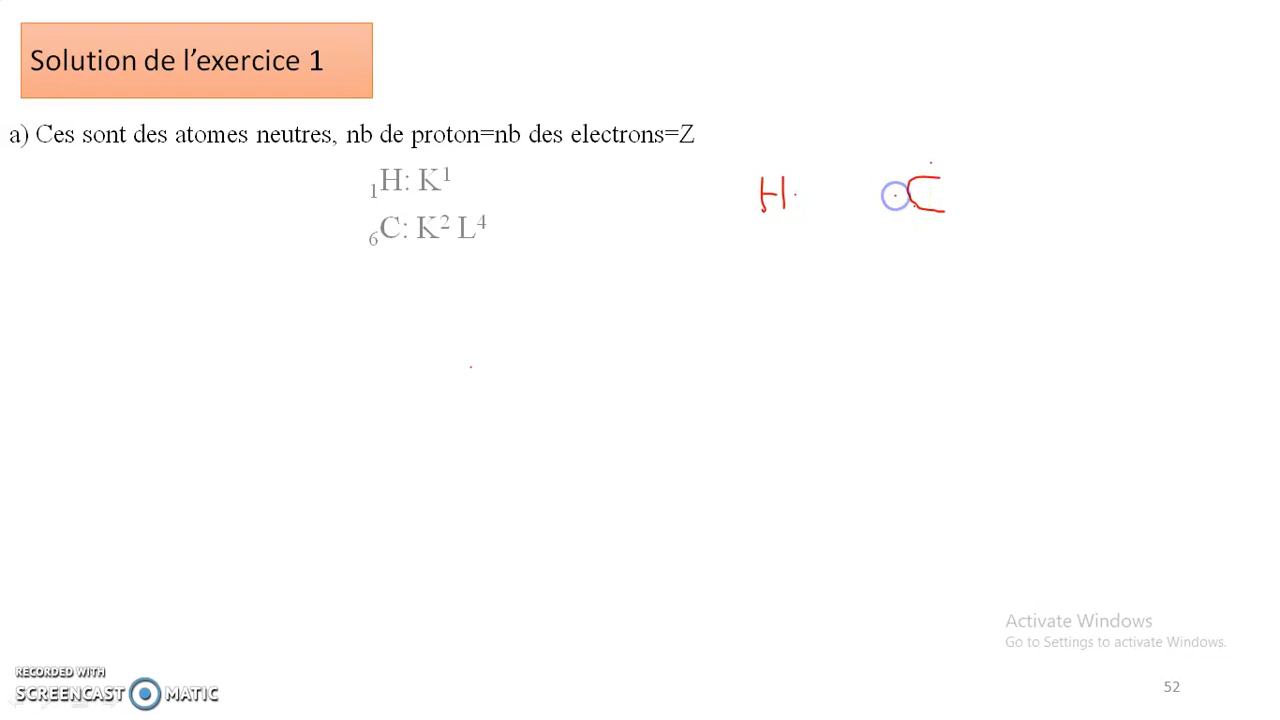 Solution de l’exercice 1
a) Ces sont des atomes neutres, nb de proton=nb des electrons=Z
₁H: K¹
₆C: K² L⁴
H· ·C
Activate Windows
Go to Settings to activate Windows.
RECORDED WITH
SCREENCAST MATIC
52